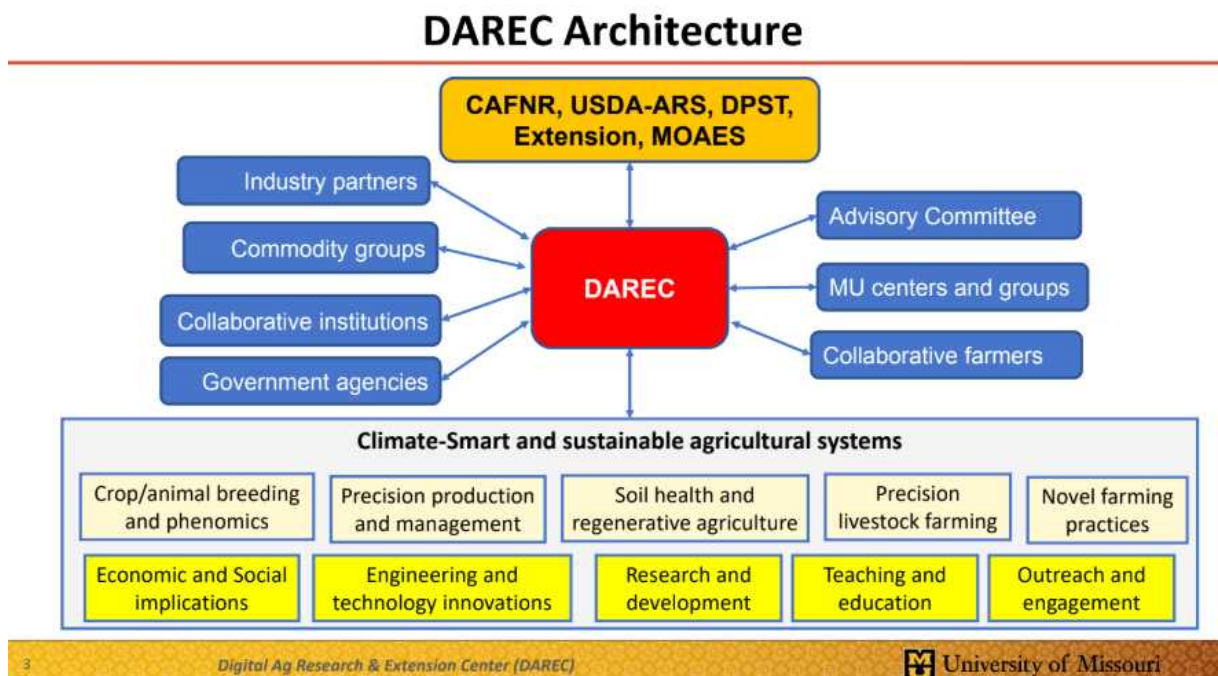 DAREC Architecture
CAFNR, USDA-ARS, DPST,
Extension, MOAES
Industry partners
Commodity groups
Collaborative institutions
Government agencies
DAREC
Advisory Committee
MU centers and groups
Collaborative farmers
Climate-Smart and sustainable agricultural systems
Crop/animal breeding
and phenomics
Precision production
and management
Soil health and
regenerative agriculture
Precision
livestock farming
Novel farming
practices
Economic and Social
implications
Engineering and
technology innovations
Research and
development
Teaching and
education
Outreach and
engagement
3
Digital Ag Research & Extension Center (DAREC)
University of Missouri